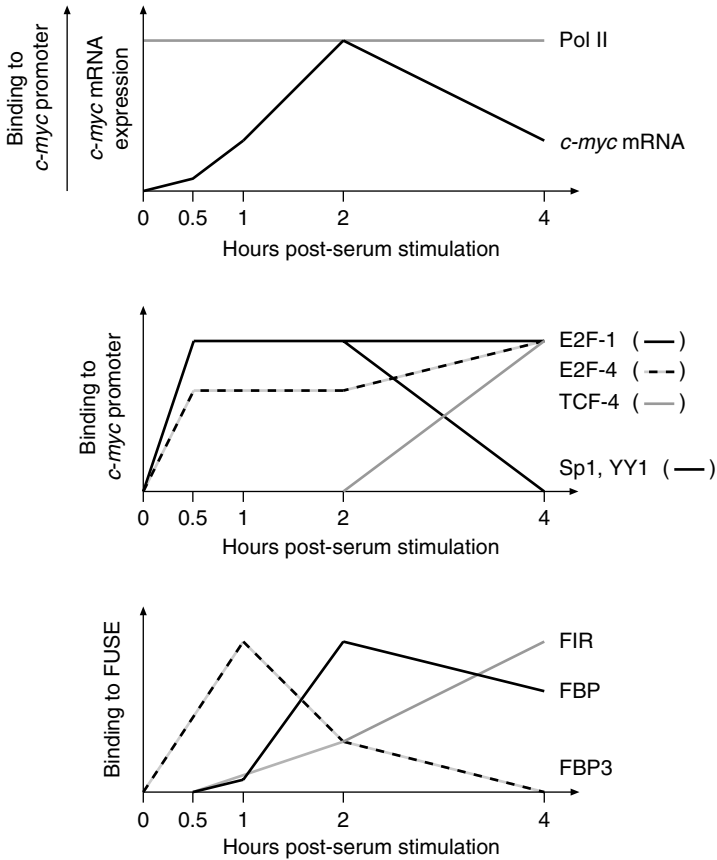 Binding to
c-myc promoter
c-myc mRNA
expression
Pol II
c-myc mRNA
0 0.5 1 2 4
Hours post-serum stimulation
Binding to
c-myc promoter
E2F-1 ( — )
E2F-4 ( -- )
TCF-4 ( — )
Sp1, YY1 ( — )
0 0.5 1 2 4
Hours post-serum stimulation
Binding to FUSE
FIR
FBP
FBP3
0 0.5 1 2 4
Hours post-serum stimulation